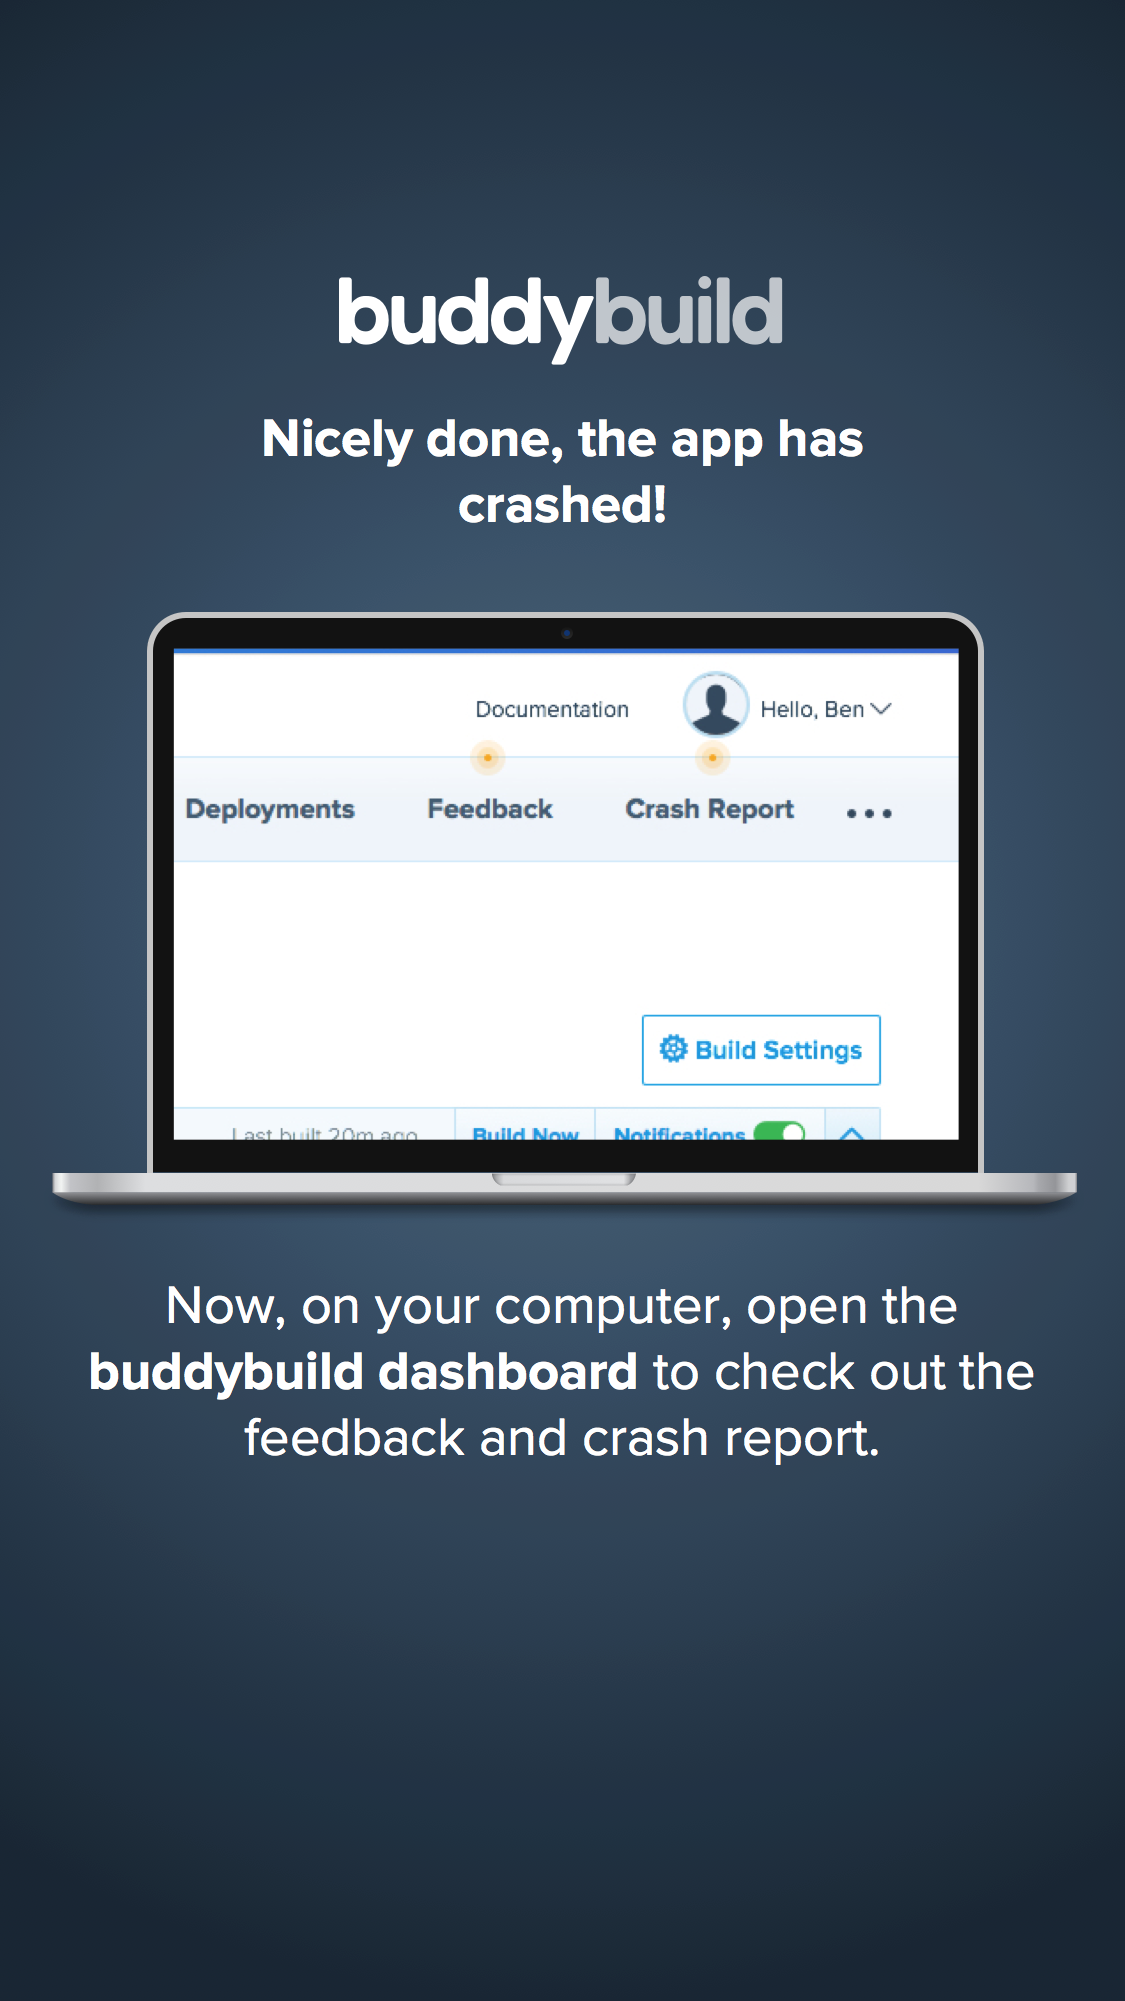 buddybuild
Nicely done, the app has
crashed!
Documentation
Hello, Ben
Deployments
Feedback
Crash Report
Build Settings
Last built 20m ago
Build Now
Notifications
Now, on your computer, open the
buddybuild dashboard to check out the
feedback and crash report.